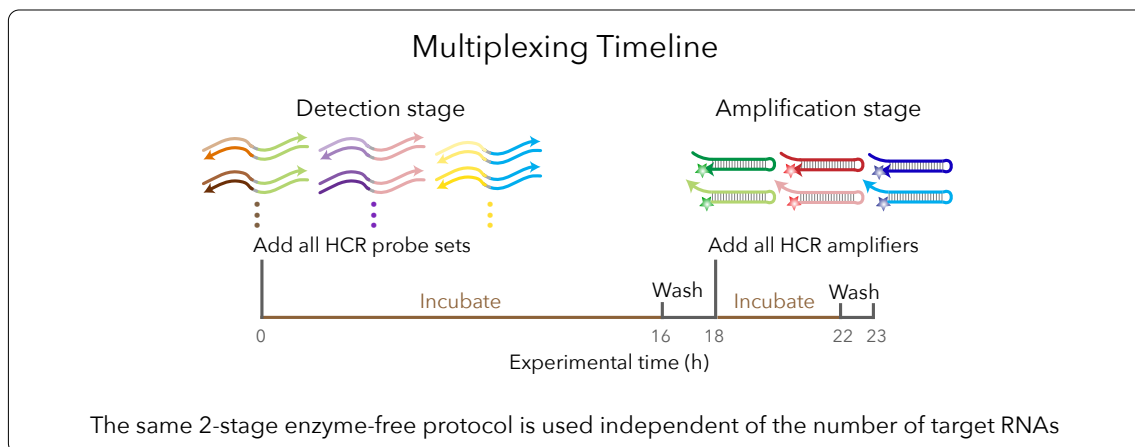 Multiplexing Timeline
Detection stage
Amplification stage
Add all HCR probe sets
Add all HCR amplifiers
Incubate
Wash
Incubate
Wash
0
16
18
22
23
Experimental time (h)
The same 2-stage enzyme-free protocol is used independent of the number of target RNAs